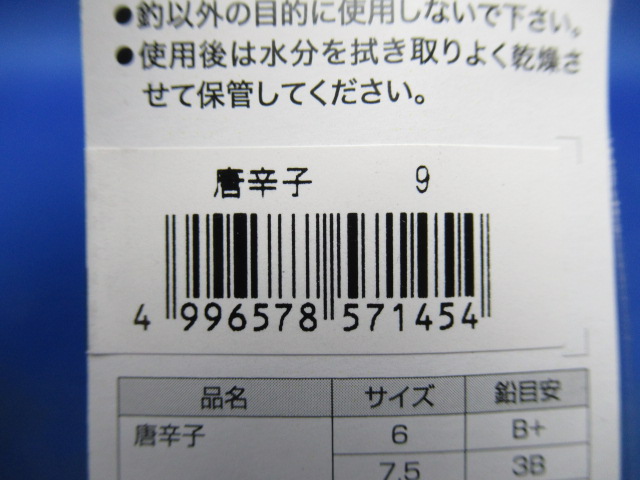 ●釣以外の目的に使用しないで下さい。
●使用後は水分を拭き取りよく乾燥さ
せて保管してください。
唐辛子 9
4 996578 571454
品名 サイズ 鉛目安
唐辛子 6 B+
7.5 3B